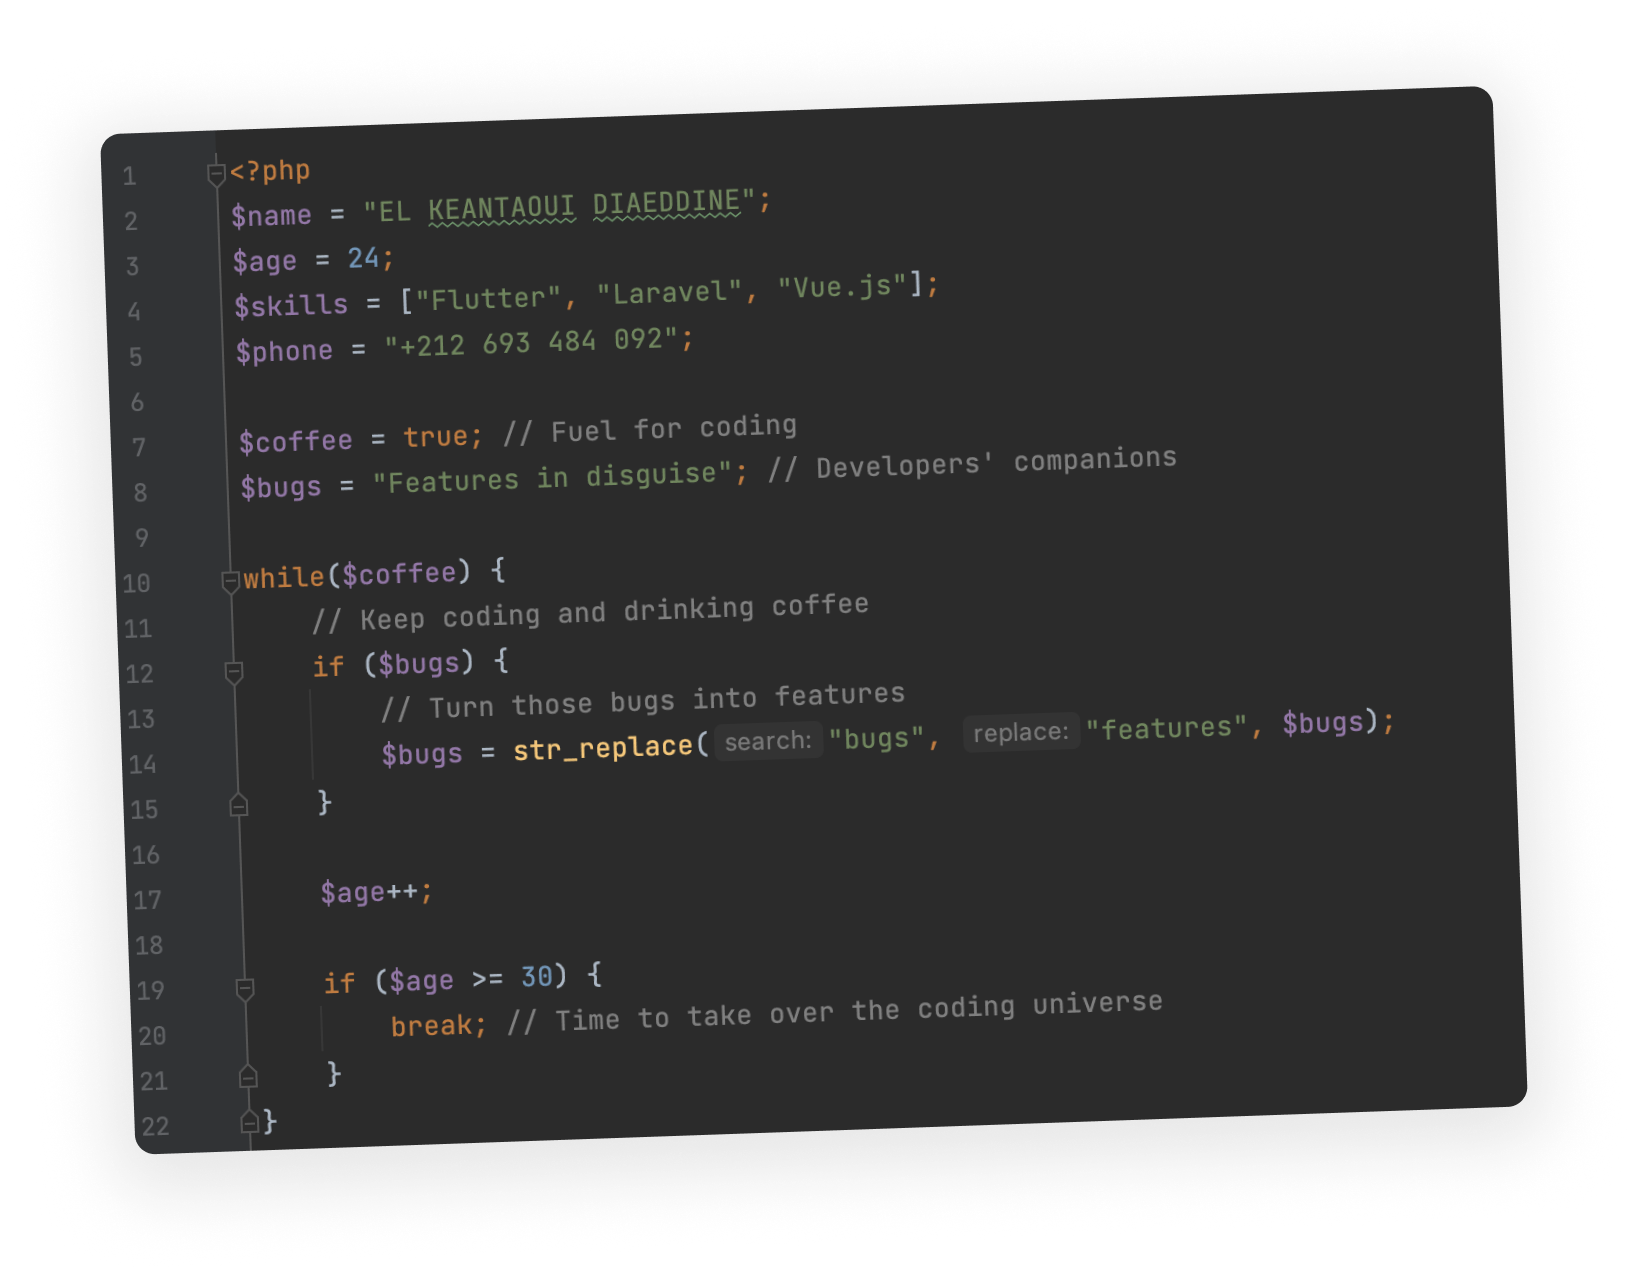 1 <?php
2 $name = "EL KEANTAOUI DIAEDDINE";
3 $age = 24;
4 $skills = ["Flutter", "Laravel", "Vue.js"];
5 $phone = "+212 693 484 092";
6
7 $coffee = true; // Fuel for coding
8 $bugs = "Features in disguise"; // Developers' companions
9
10 while($coffee) {
11     // Keep coding and drinking coffee
12     if ($bugs) {
13         // Turn those bugs into features
14         $bugs = str_replace( search: "bugs", replace: "features", $bugs);
15     }
16
17     $age++;
18
19     if ($age >= 30) {
20         break; // Time to take over the coding universe
21     }
22 }